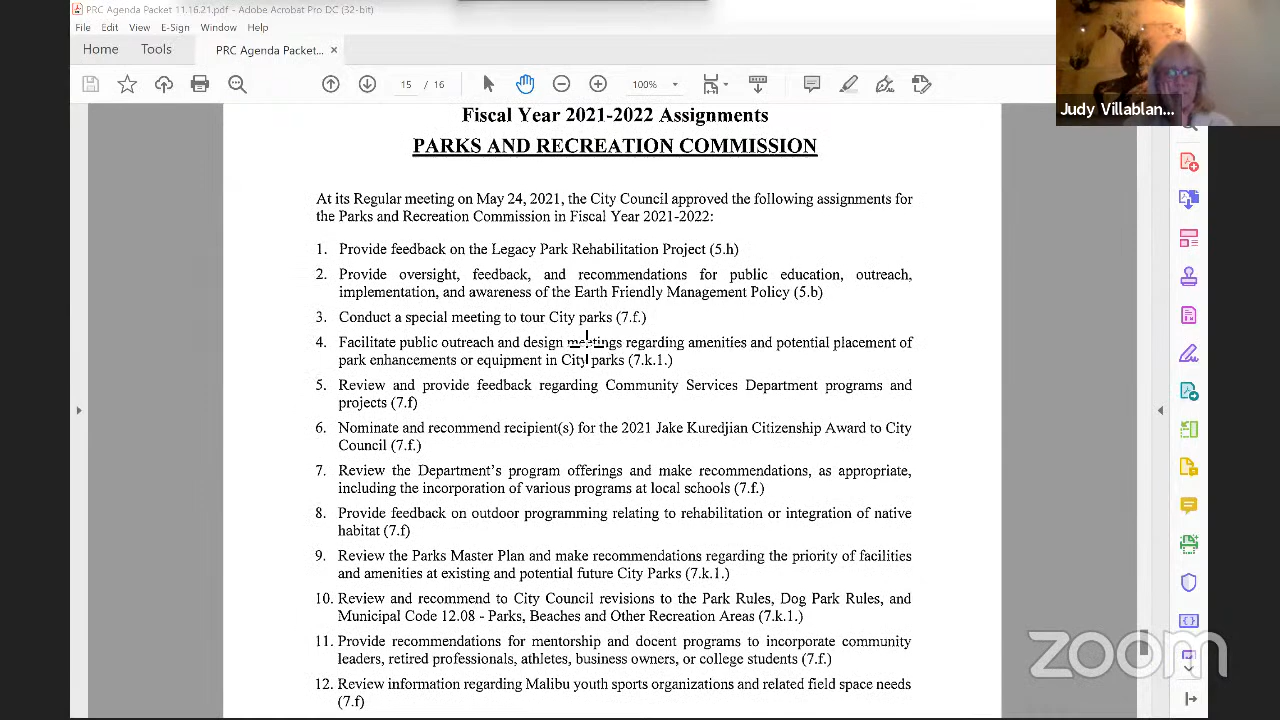 PRC Agenda Packet 11.16.21.pdf - Adobe Acrobat Pro DC (32-bit)
File Edit View E-Sign Window Help
Home Tools PRC Agenda Packet... ×
15 / 16 100%
Judy Villablan...
Fiscal Year 2021-2022 Assignments
PARKS AND RECREATION COMMISSION
At its Regular meeting on May 24, 2021, the City Council approved the following assignments for
the Parks and Recreation Commission in Fiscal Year 2021-2022:
1. Provide feedback on the Legacy Park Rehabilitation Project (5.h)
2. Provide oversight, feedback, and recommendations for public education, outreach,
implementation, and awareness of the Earth Friendly Management Policy (5.b)
3. Conduct a special meeting to tour City parks (7.f.)
4. Facilitate public outreach and design meetings regarding amenities and potential placement of
park enhancements or equipment in City parks (7.k.1.)
5. Review and provide feedback regarding Community Services Department programs and
projects (7.f)
6. Nominate and recommend recipient(s) for the 2021 Jake Kuredjian Citizenship Award to City
Council (7.f.)
7. Review the Department's program offerings and make recommendations, as appropriate,
including the incorporation of various programs at local schools (7.f.)
8. Provide feedback on outdoor programming relating to rehabilitation or integration of native
habitat (7.f)
9. Review the Parks Master Plan and make recommendations regarding the priority of facilities
and amenities at existing and potential future City Parks (7.k.1.)
10. Review and recommend to City Council revisions to the Park Rules, Dog Park Rules, and
Municipal Code 12.08 - Parks, Beaches and Other Recreation Areas (7.k.1.)
11. Provide recommendations for mentorship and docent programs to incorporate community
leaders, retired professionals, athletes, business owners, or college students (7.f.)
12. Review information regarding Malibu youth sports organizations and related field space needs
(7.f)
zoom